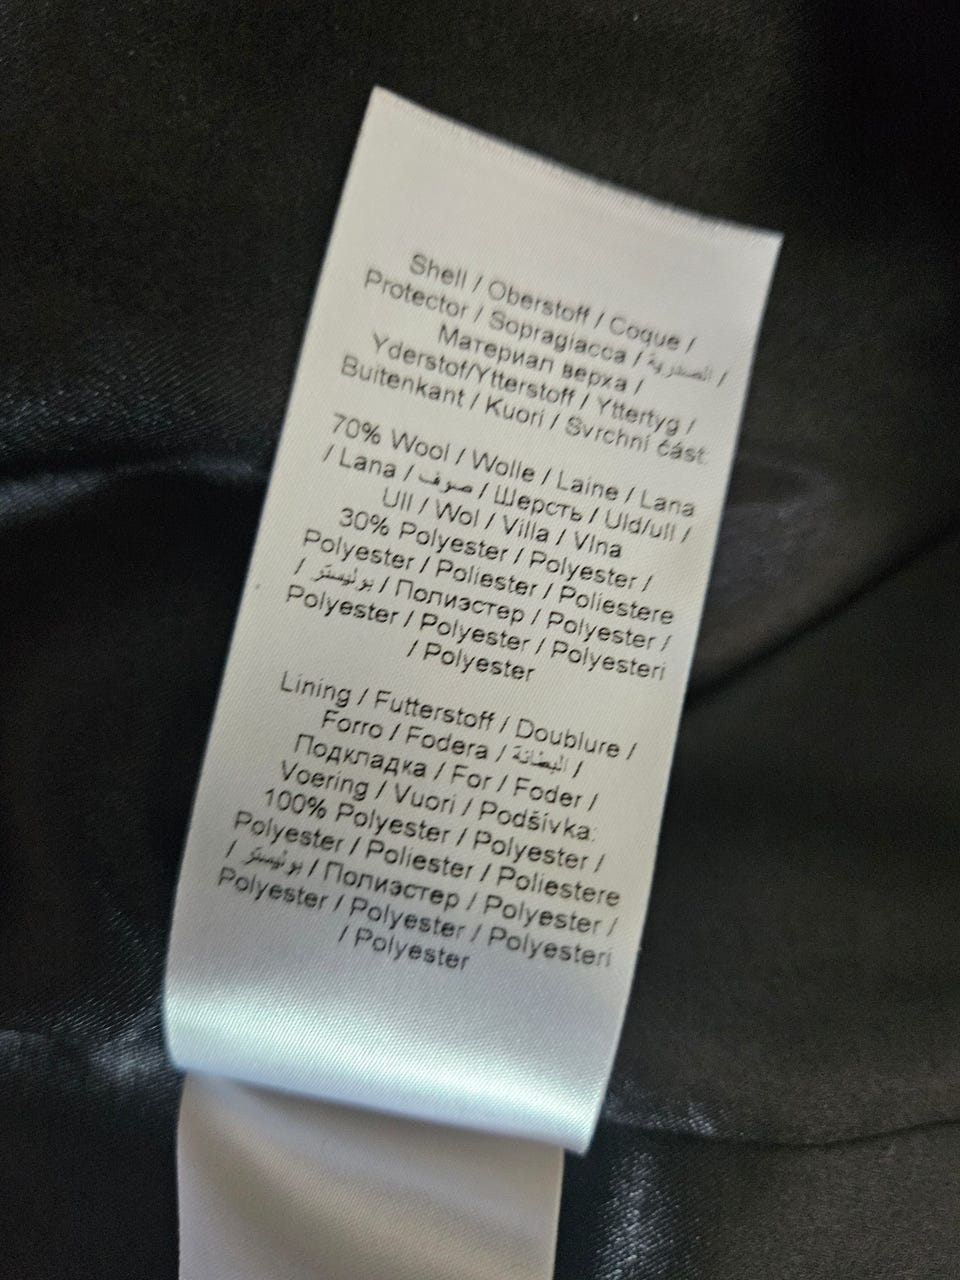 Shell / Oberstoff / Coque /
Protector / Sopragiacca / الصدرية /
Материал верха /
Yderstof/Ytterstoff / Yttertyg /
Buitenkant / Kuori / Svrchní část:
70% Wool / Wolle / Laine / Lana
/ Lana / صوف / Шерсть / Uld/ull /
Ull / Wol / Villa / Vlna
30% Polyester / Polyester /
Polyester / Poliester / Poliestere
/ بوليستر / Полиэстер / Polyester /
Polyester / Polyester / Polyesteri
/ Polyester
Lining / Futterstoff / Doublure /
Forro / Fodera / البطانة /
Подкладка / For / Foder /
Voering / Vuori / Podšívka:
100% Polyester / Polyester /
Polyester / Poliester / Poliestere
/ بوليستر / Полиэстер / Polyester /
Polyester / Polyester / Polyesteri
/ Polyester